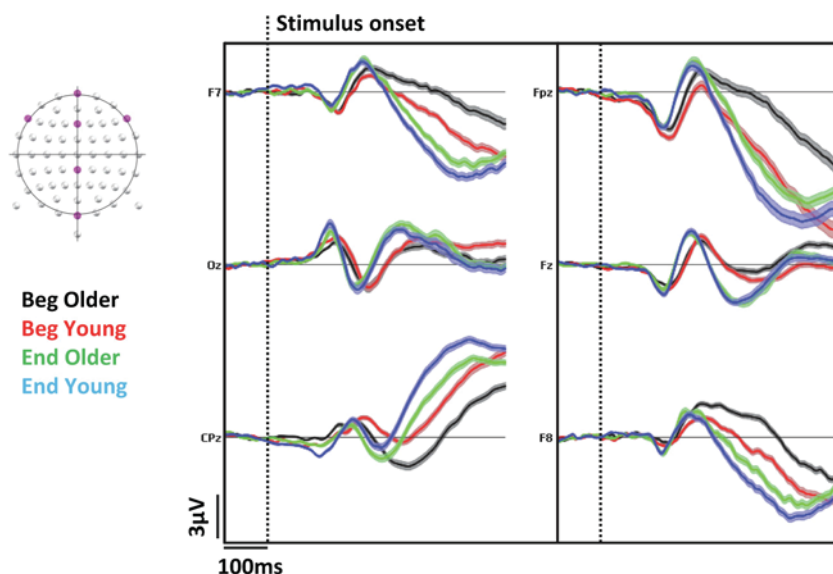 Stimulus onset
F7
Fpz
Oz
Fz
Beg Older
Beg Young
End Older
End Young
CPz
F8
3μV
100ms